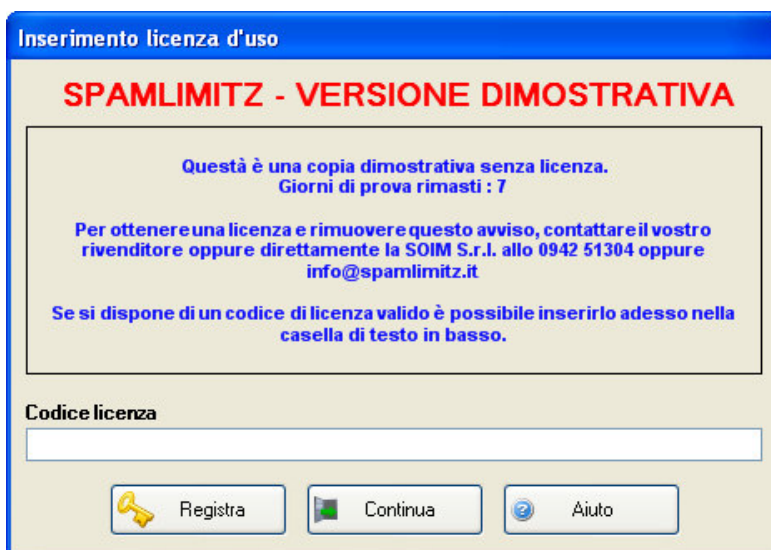 Inserimento licenza d'uso
SPAMLIMITZ - VERSIONE DIMOSTRATIVA
Questà è una copia dimostrativa senza licenza.
Giorni di prova rimasti : 7
Per ottenere una licenza e rimuovere questo avviso, contattare il vostro
rivenditore oppure direttamente la SOIM S.r.l. allo 0942 51304 oppure
info@spamlimitz.it
Se si dispone di un codice di licenza valido è possibile inserirlo adesso nella
casella di testo in basso.
Codice licenza
Registra
Continua
Aiuto